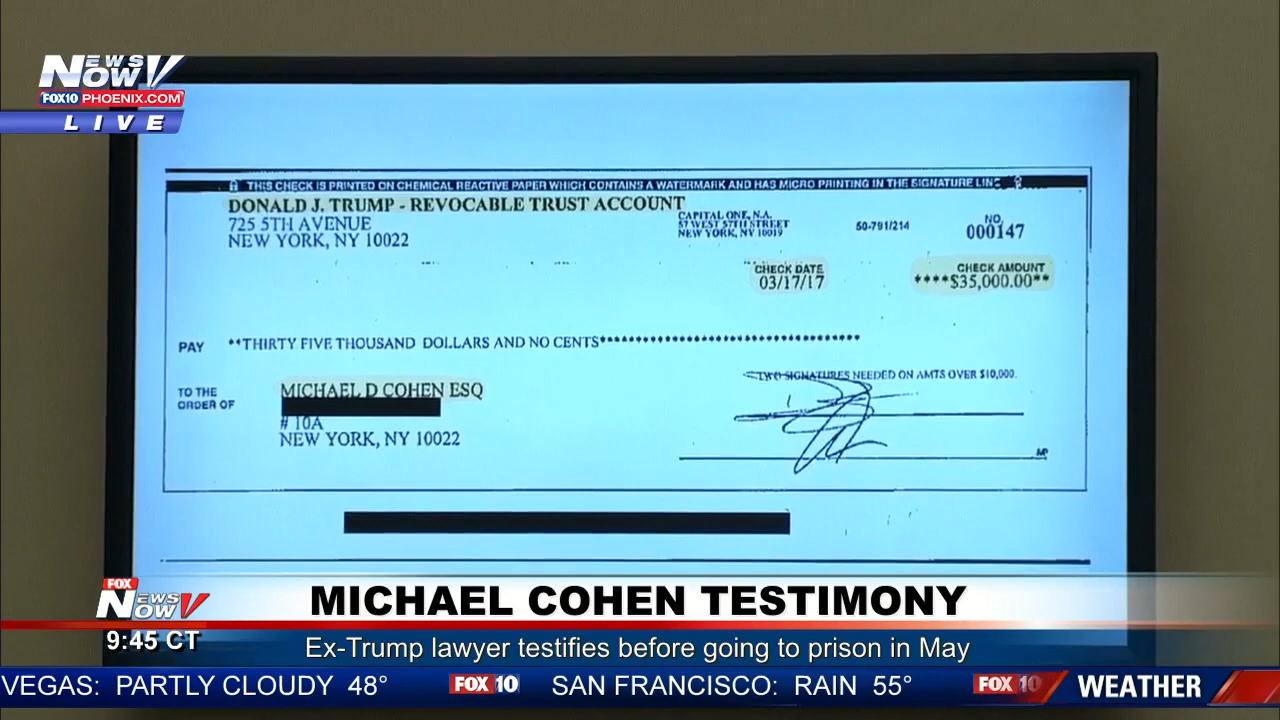 NEWS
NOW
FOX10 PHOENIX.COM
LIVE
THIS CHECK IS PRINTED ON CHEMICAL REACTIVE PAPER WHICH CONTAINS A WATERMARK AND HAS MICRO PRINTING IN THE SIGNATURE LINE
DONALD J. TRUMP - REVOCABLE TRUST ACCOUNT
725 5TH AVENUE
NEW YORK, NY 10022
CAPITAL ONE, N.A.
57 WEST 57TH STREET
NEW YORK, NY 10019
50-791/214
NO.
000147
CHECK DATE
03/17/17
CHECK AMOUNT
****$35,000.00**
PAY **THIRTY FIVE THOUSAND DOLLARS AND NO CENTS************************************
TWO SIGNATURES NEEDED ON AMTS OVER $10,000.
TO THE
ORDER OF
MICHAEL D COHEN ESQ
# 10A
NEW YORK, NY 10022
MP
FOX
NEWS
NOW
9:45 CT
MICHAEL COHEN TESTIMONY
Ex-Trump lawyer testifies before going to prison in May
VEGAS: PARTLY CLOUDY 48° FOX10 SAN FRANCISCO: RAIN 55° FOX10 WEATHER